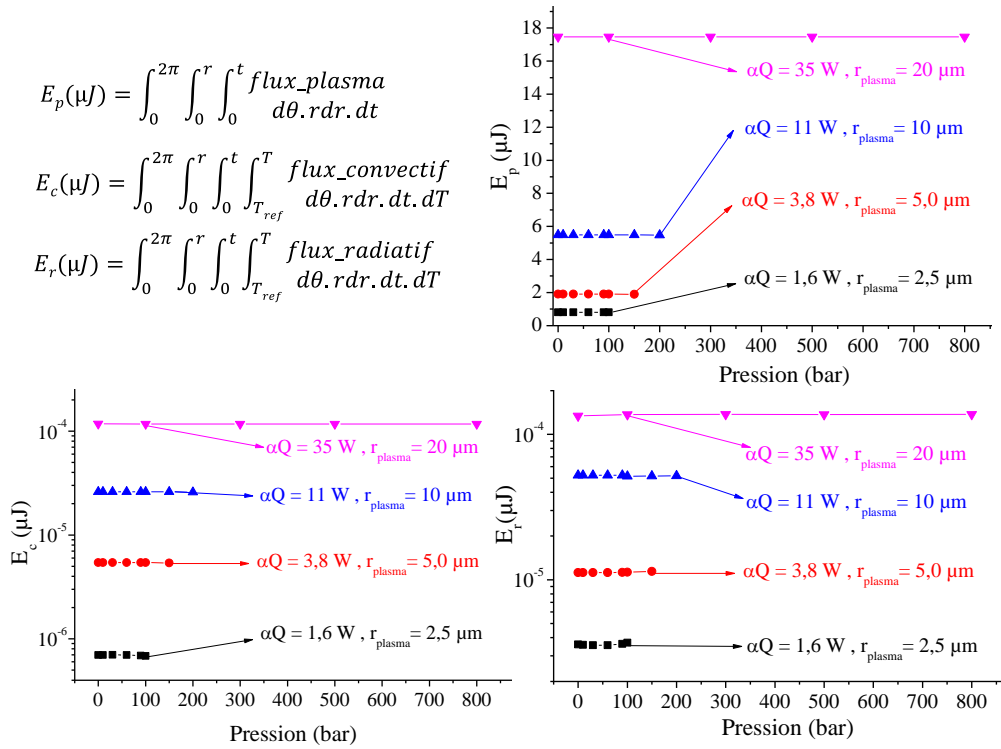 E_p(µJ) = ∫_0^{2π} ∫_0^r ∫_0^t flux_plasma dθ.rdr.dt
E_c(µJ) = ∫_0^{2π} ∫_0^r ∫_0^t ∫_{T_{ref}}^T flux_convectif dθ.rdr.dt.dT
E_r(µJ) = ∫_0^{2π} ∫_0^r ∫_0^t ∫_{T_{ref}}^T flux_radiatif dθ.rdr.dt.dT
E_p (µJ)
18
16
14
12
10
8
6
4
2
0
αQ = 35 W , r_plasma= 20 µm
αQ = 11 W , r_plasma= 10 µm
αQ = 3,8 W , r_plasma= 5,0 µm
αQ = 1,6 W , r_plasma= 2,5 µm
0 100 200 300 400 500 600 700 800
Pression (bar)
E_c (µJ)
10^{-4}
10^{-5}
10^{-6}
αQ = 35 W , r_plasma= 20 µm
αQ = 11 W , r_plasma= 10 µm
αQ = 3,8 W , r_plasma= 5,0 µm
αQ = 1,6 W , r_plasma= 2,5 µm
0 100 200 300 400 500 600 700 800
Pression (bar)
E_r(µJ)
10^{-4}
10^{-5}
αQ = 35 W , r_plasma= 20 µm
αQ = 11 W , r_plasma= 10 µm
αQ = 3,8 W , r_plasma= 5,0 µm
αQ = 1,6 W , r_plasma= 2,5 µm
0 100 200 300 400 500 600 700 800
Pression (bar)